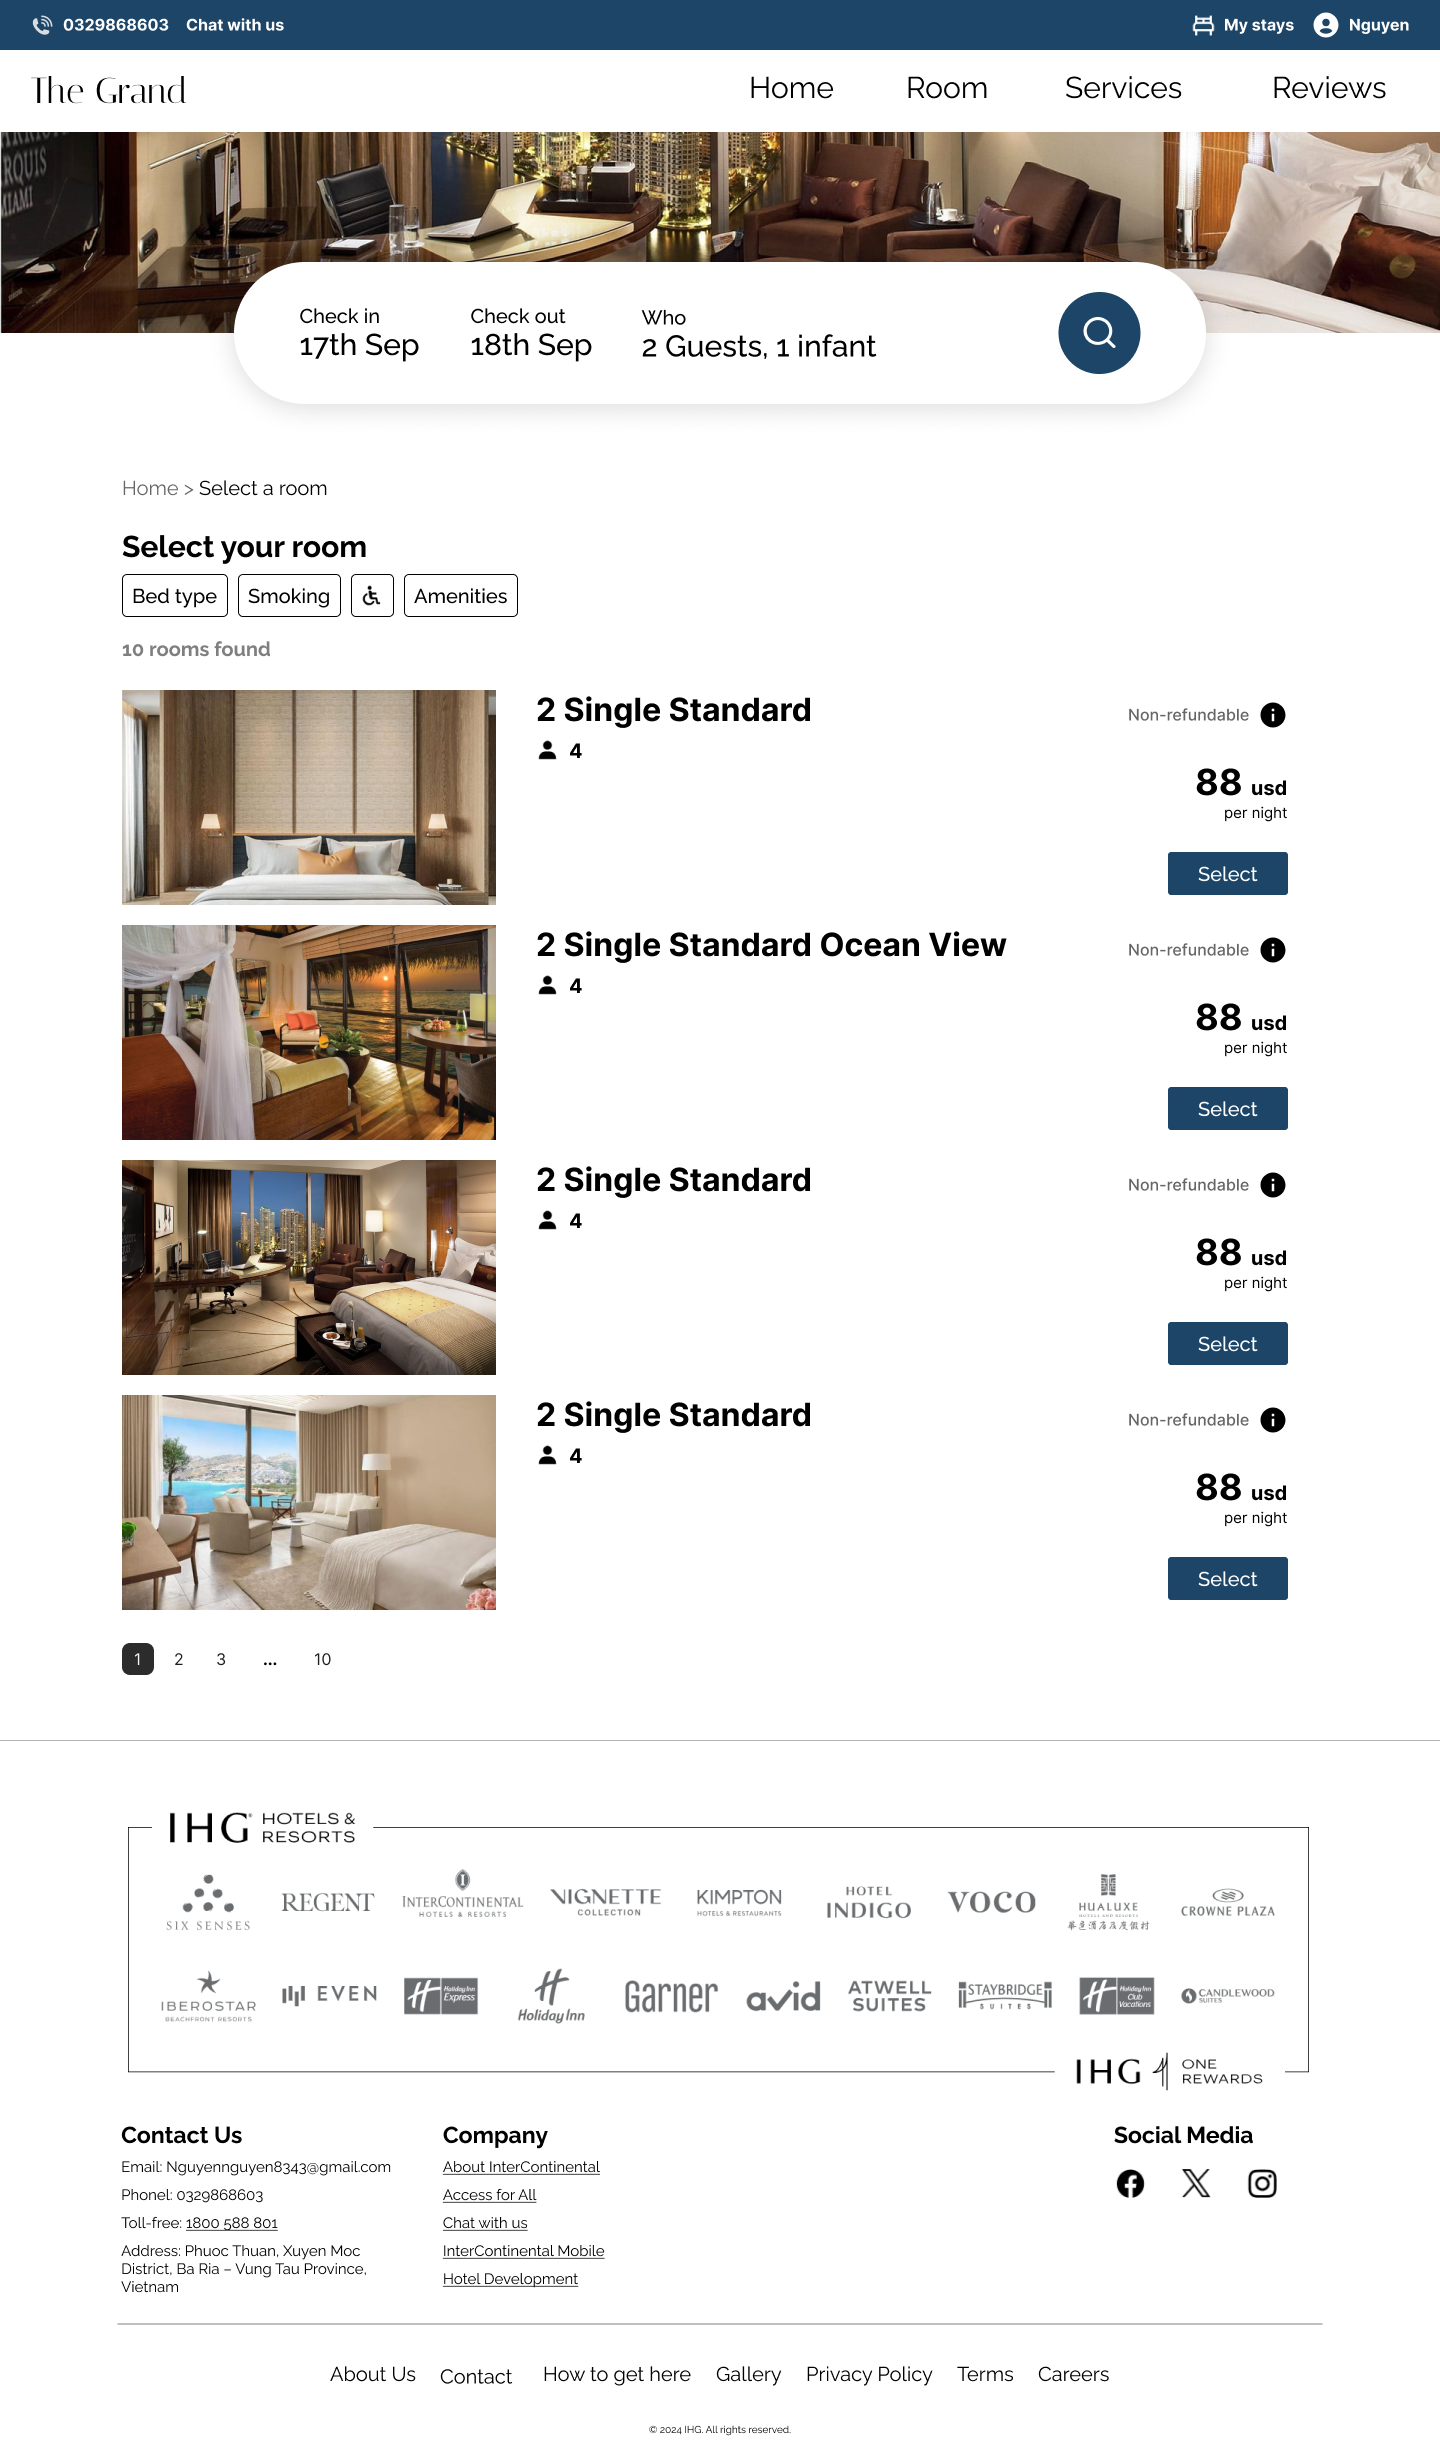 0329868603 Chat with us My stays Nguyen
The Grand Home Room Services Reviews
ARQUIS
MIAMI
Check in Check out Who
17th Sep 18th Sep 2 Guests, 1 infant
Home > Select a room
Select your room
Bed type Smoking Amenities
10 rooms found
2 Single Standard Non-refundable
4
88 usd
per night
Select
2 Single Standard Ocean View Non-refundable
4
88 usd
per night
Select
2 Single Standard Non-refundable
4
88 usd
per night
Select
2 Single Standard Non-refundable
4
88 usd
per night
Select
1 2 3 ... 10
IHG HOTELS &
RESORTS
SIX SENSES
REGENT
INTERCONTINENTAL
HOTELS & RESORTS
VIGNETTE
COLLECTION
KIMPTON
HOTELS & RESTAURANTS
HOTEL
INDIGO
VOCO
HUALUXE
HOTELS AND RESORTS
CROWNE PLAZA
IBEROSTAR
BEACHFRONT RESORTS
EVEN
Holiday Inn
Express
Holiday Inn
Garner
avid
ATWELL
SUITES
STAYBRIDGE
SUITES
Holiday Inn
Club
Vacations
CANDLEWOOD
SUITES
IHG ONE
REWARDS
Contact Us
Email: Nguyennguyen8343@gmail.com
Phonel: 0329868603
Toll-free: 1800 588 801
Address: Phuoc Thuan, Xuyen Moc
District, Ba Ria – Vung Tau Province,
Vietnam
Company
About InterContinental
Access for All
Chat with us
InterContinental Mobile
Hotel Development
Social Media
About Us Contact How to get here Gallery Privacy Policy Terms Careers
© 2024 IHG. All rights reserved.